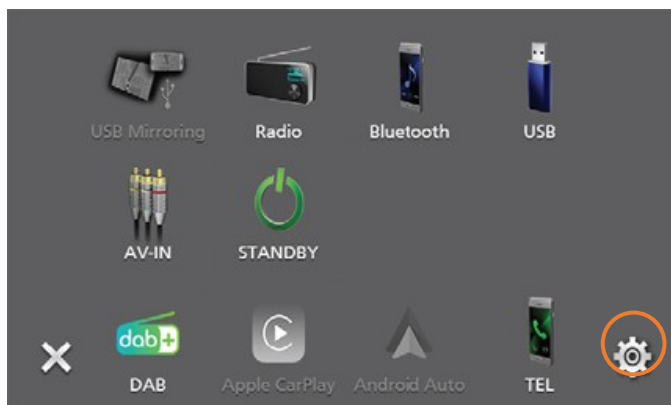 USB Mirroring Radio Bluetooth USB
AV-IN STANDBY
dab+
DAB Apple CarPlay Android Auto TEL